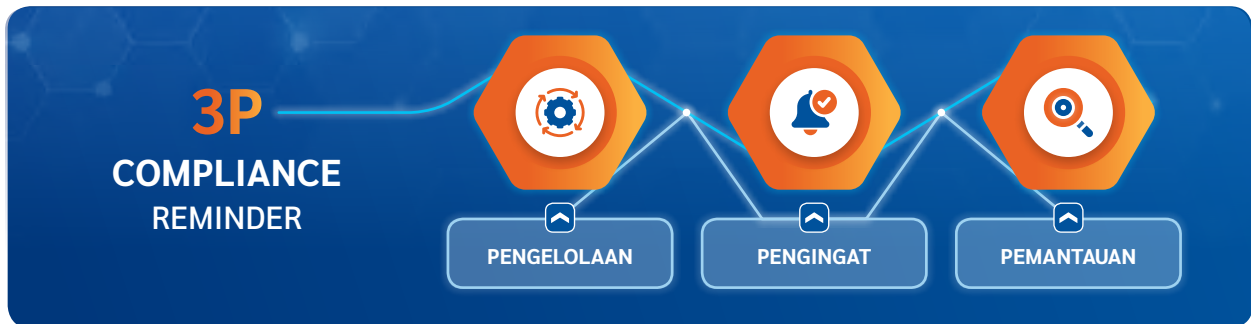 3P
COMPLIANCE
REMINDER
PENGELOLAAN
PENGINGAT
PEMANTAUAN